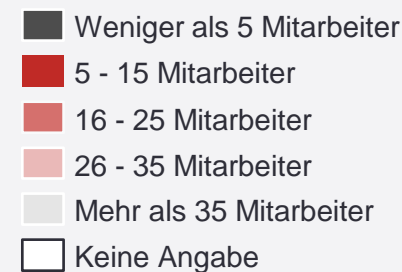 Weniger als 5 Mitarbeiter
5 - 15 Mitarbeiter
16 - 25 Mitarbeiter
26 - 35 Mitarbeiter
Mehr als 35 Mitarbeiter
Keine Angabe